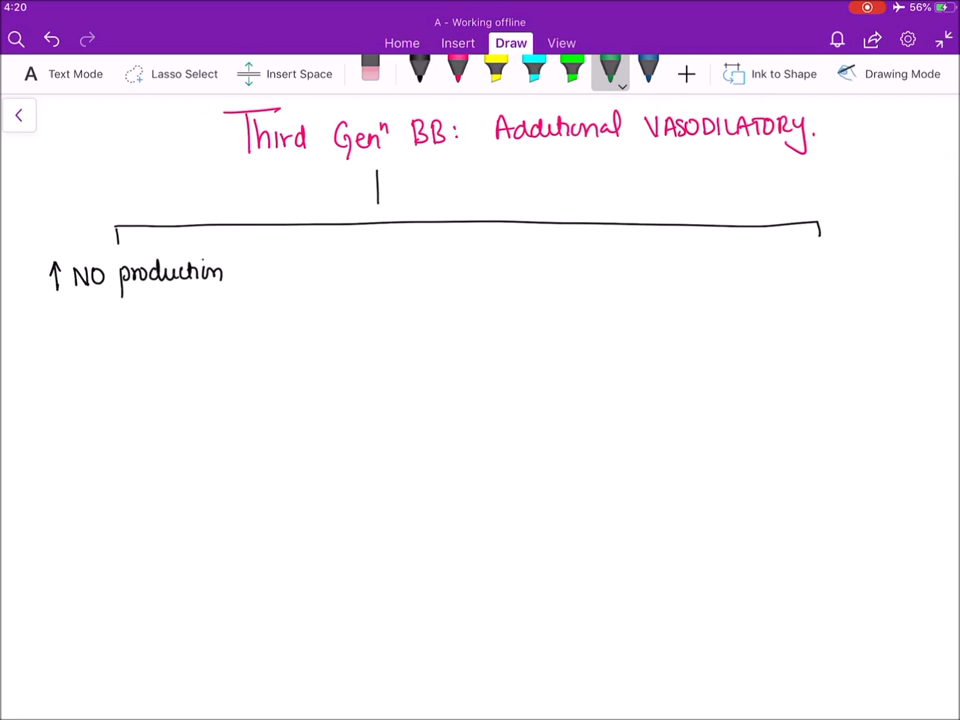 4:20
56%
A - Working offline
Home Insert Draw View
A Text Mode Lasso Select Insert Space Ink to Shape Drawing Mode
Third Genⁿ BB: Additional VASODILATORY.
↑ NO production